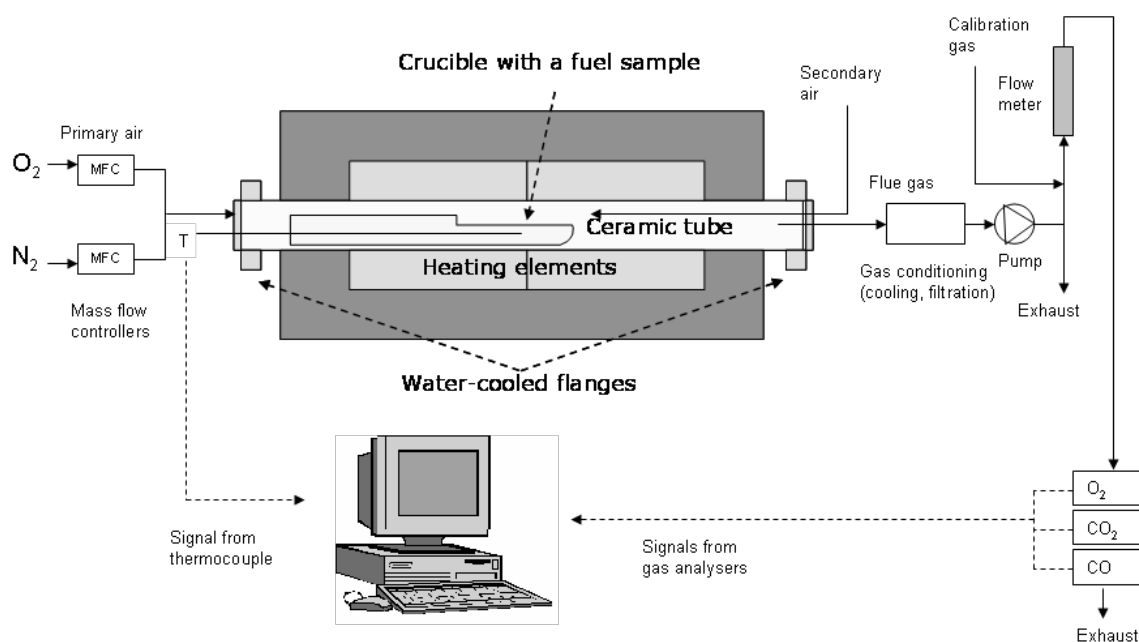 Calibration
gas
Crucible with a fuel sample
Secondary
air
Flow
meter
Primary air
O2
MFC
Flue gas
T
Ceramic tube
N2
MFC
Heating elements
Pump
Gas conditioning
(cooling, filtration)
Mass flow
controllers
Exhaust
Water-cooled flanges
O2
CO2
CO
Signal from
thermocouple
Signals from
gas analysers
Exhaust